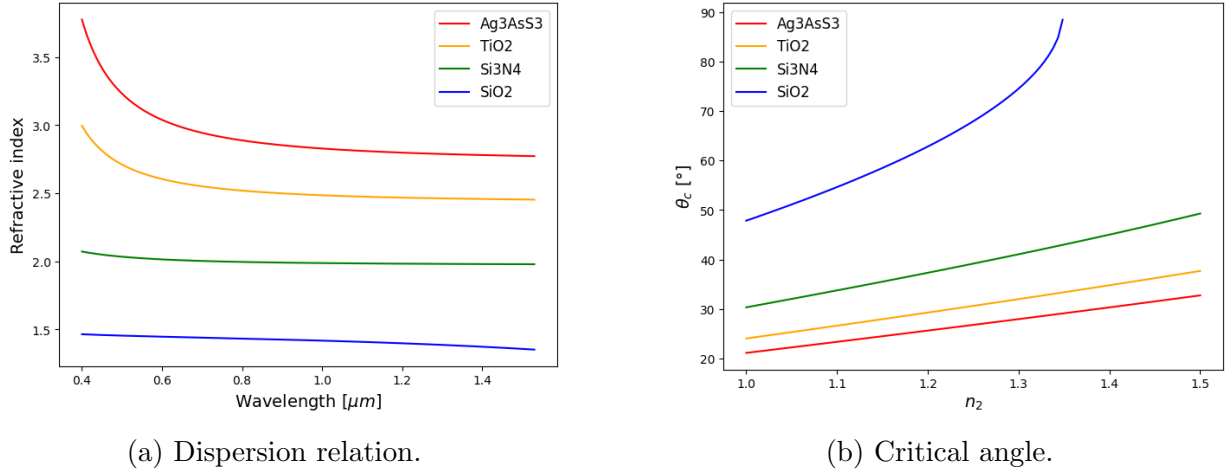 Refractive index
3.5
3.0
2.5
2.0
1.5
Ag3AsS3
TiO2
Si3N4
SiO2
0.4 0.6 0.8 1.0 1.2 1.4
Wavelength [μm]
(a) Dispersion relation.
θc [°]
90
80
70
60
50
40
30
20
Ag3AsS3
TiO2
Si3N4
SiO2
1.0 1.1 1.2 1.3 1.4 1.5
n2
(b) Critical angle.